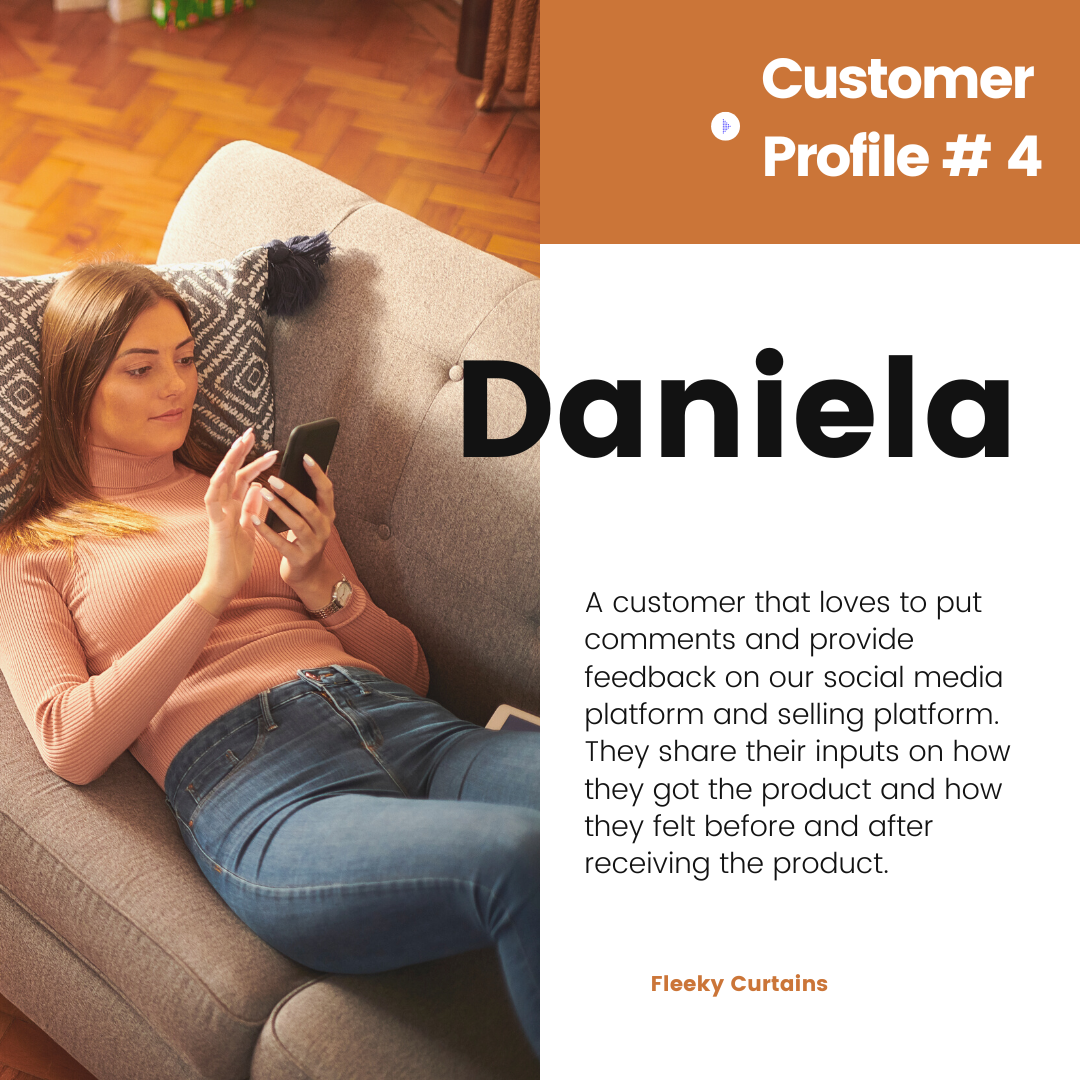 Customer
Profile # 4
Daniela
A customer that loves to put
comments and provide
feedback on our social media
platform and selling platform.
They share their inputs on how
they got the product and how
they felt before and after
receiving the product.
Fleeky Curtains